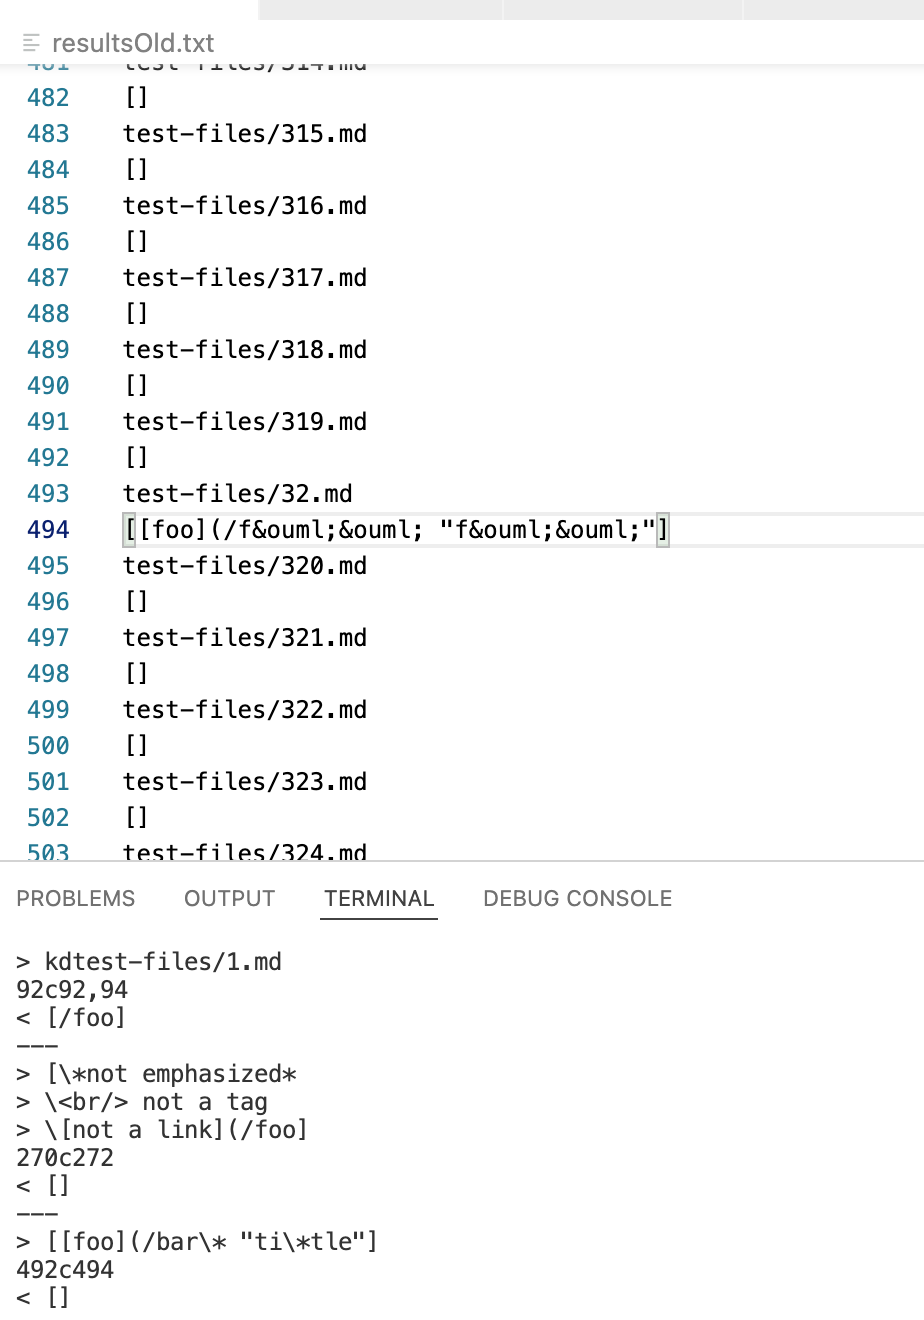 resultsOld.txt
481 test-files/314.md
482 []
483 test-files/315.md
484 []
485 test-files/316.md
486 []
487 test-files/317.md
488 []
489 test-files/318.md
490 []
491 test-files/319.md
492 []
493 test-files/32.md
494 [[foo](/f&ouml;&ouml; "f&ouml;&ouml;"]
495 test-files/320.md
496 []
497 test-files/321.md
498 []
499 test-files/322.md
500 []
501 test-files/323.md
502 []
503 test-files/324.md
PROBLEMS OUTPUT TERMINAL DEBUG CONSOLE
> kdtest-files/1.md
92c92,94
< [/foo]
---
> [\*not emphasized*
> \<br/> not a tag
> \[not a link](/foo]
270c272
< []
---
> [[foo](/bar\* "ti\*tle"]
492c494
< []